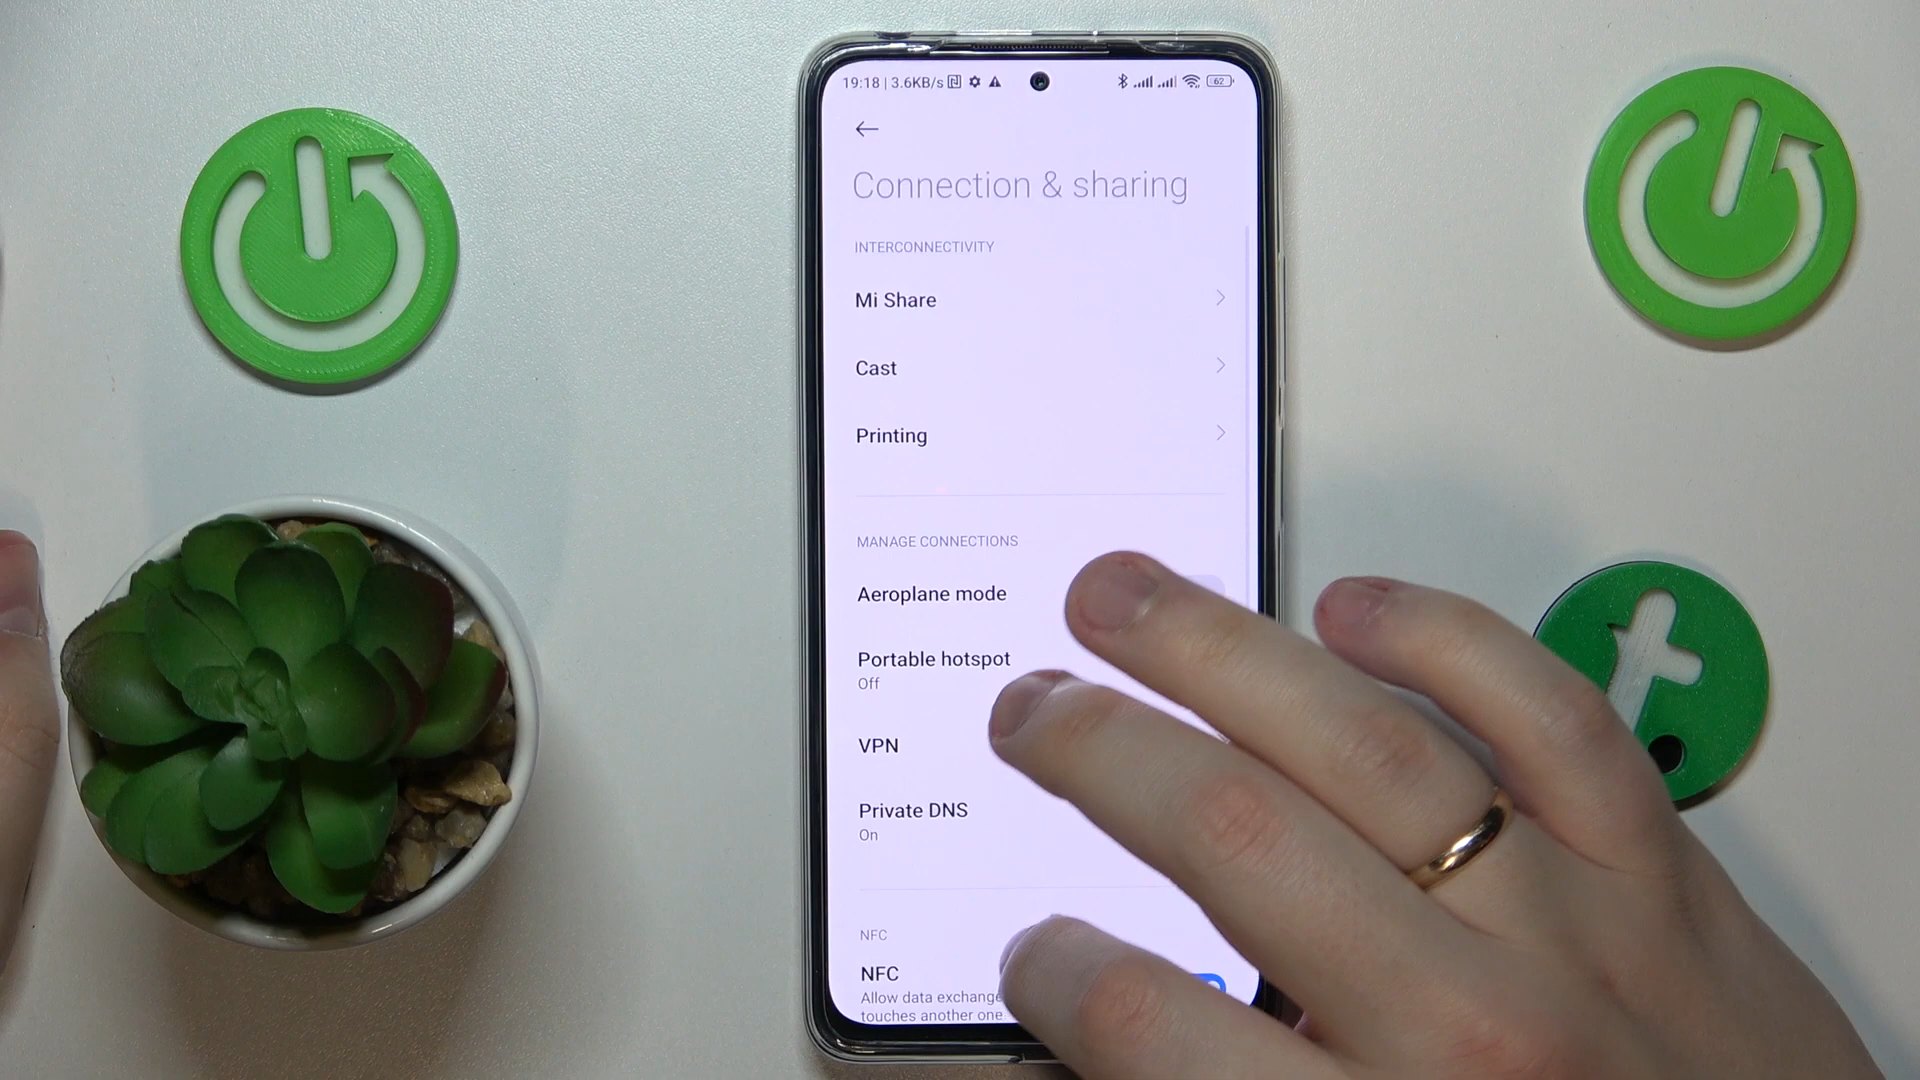 19:18 | 3.6KB/s 62
Connection & sharing
INTERCONNECTIVITY
Mi Share
Cast
Printing
MANAGE CONNECTIONS
Aeroplane mode
Portable hotspot
Off
VPN
Private DNS
On
NFC
NFC
Allow data exchange
touches another one